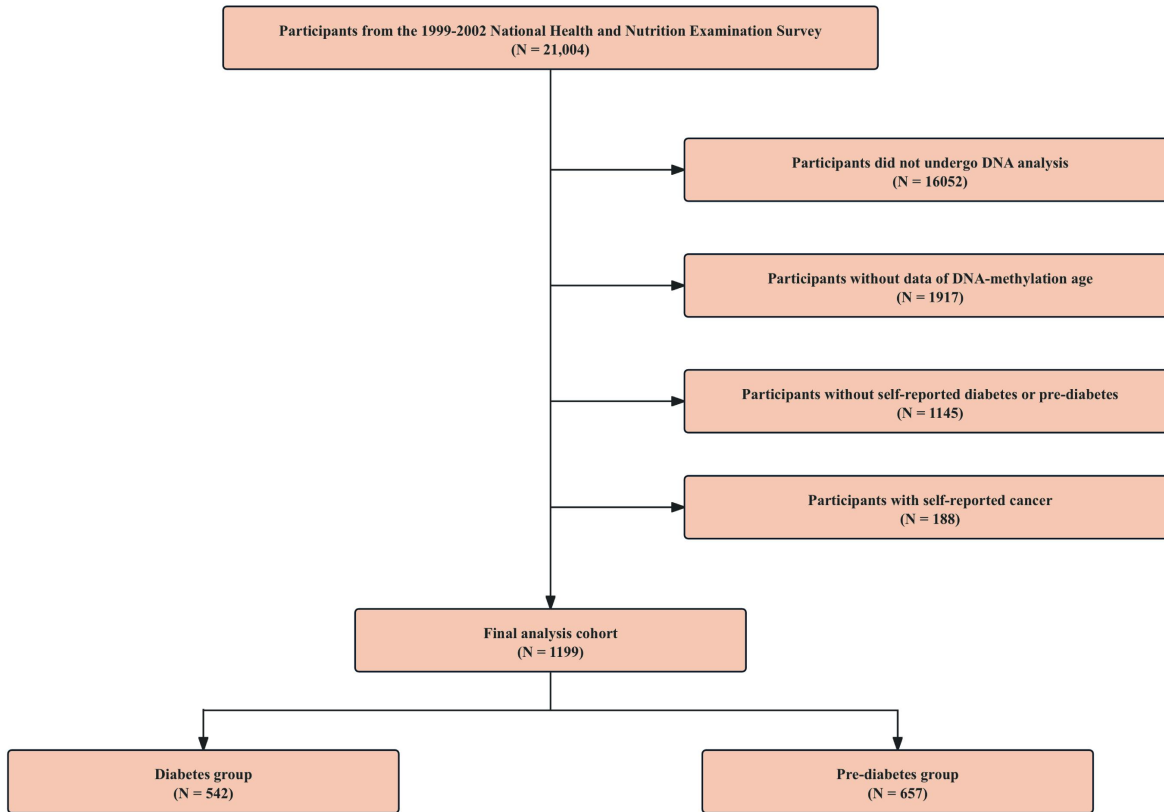 Participants from the 1999-2002 National Health and Nutrition Examination Survey
(N = 21,004)
Participants did not undergo DNA analysis
(N = 16052)
Participants without data of DNA-methylation age
(N = 1917)
Participants without self-reported diabetes or pre-diabetes
(N = 1145)
Participants with self-reported cancer
(N = 188)
Final analysis cohort
(N = 1199)
Diabetes group
(N = 542)
Pre-diabetes group
(N = 657)